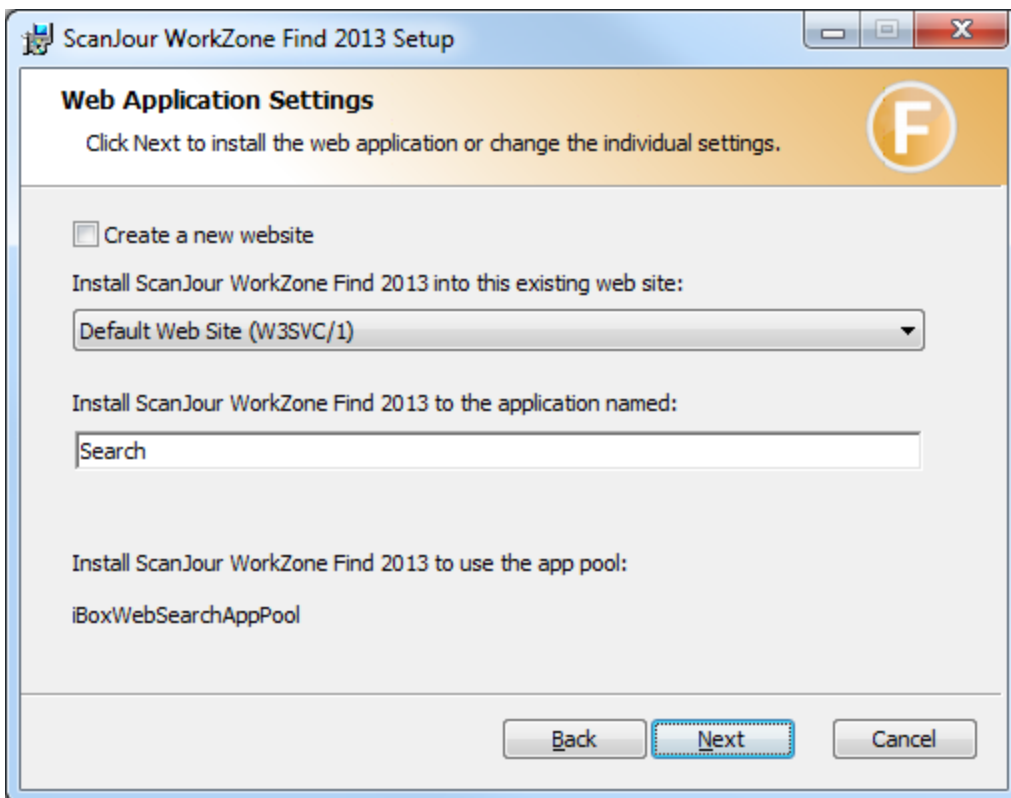 ScanJour WorkZone Find 2013 Setup
Web Application Settings
Click Next to install the web application or change the individual settings.
F
Create a new website
Install ScanJour WorkZone Find 2013 into this existing web site:
Default Web Site (W3SVC/1)
Install ScanJour WorkZone Find 2013 to the application named:
Search
Install ScanJour WorkZone Find 2013 to use the app pool:
iBoxWebSearchAppPool
Back Next Cancel